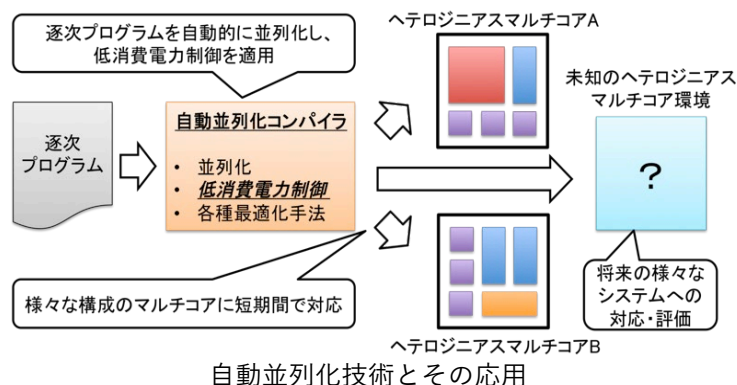 逐次プログラムを自動的に並列化し、
低消費電力制御を適用
ヘテロジニアスマルチコアA
未知のヘテロジニアス
マルチコア環境
逐次
プログラム
自動並列化コンパイラ
• 並列化
• 低消費電力制御
• 各種最適化手法
?
様々な構成のマルチコアに短期間で対応
将来の様々な
システムへの
対応・評価
ヘテロジニアスマルチコアB
自動並列化技術とその応用